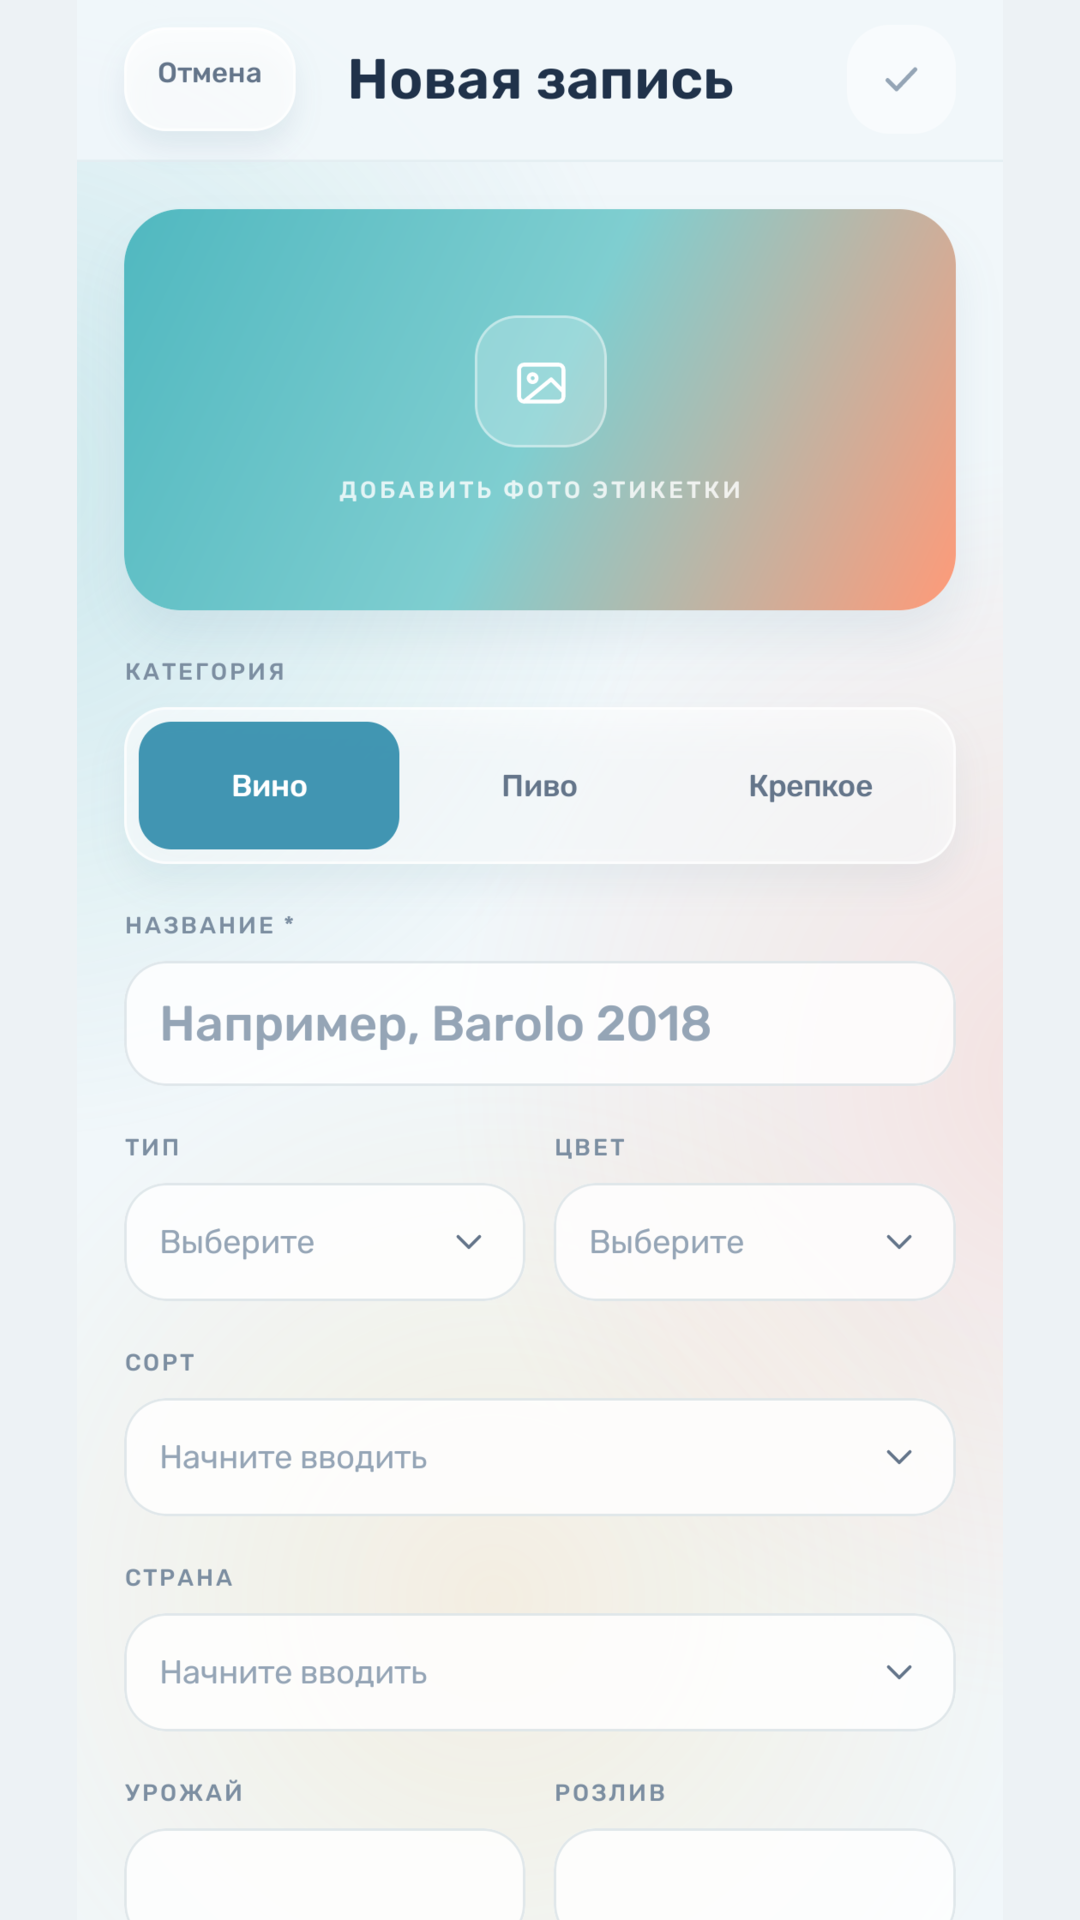 Отмена
Новая запись
ДОБАВИТЬ ФОТО ЭТИКЕТКИ
КАТЕГОРИЯ
Вино
Пиво
Крепкое
НАЗВАНИЕ *
Например, Barolo 2018
ТИП
ЦВЕТ
Выберите
Выберите
СОРТ
Начните вводить
СТРАНА
Начните вводить
УРОЖАЙ
РОЗЛИВ